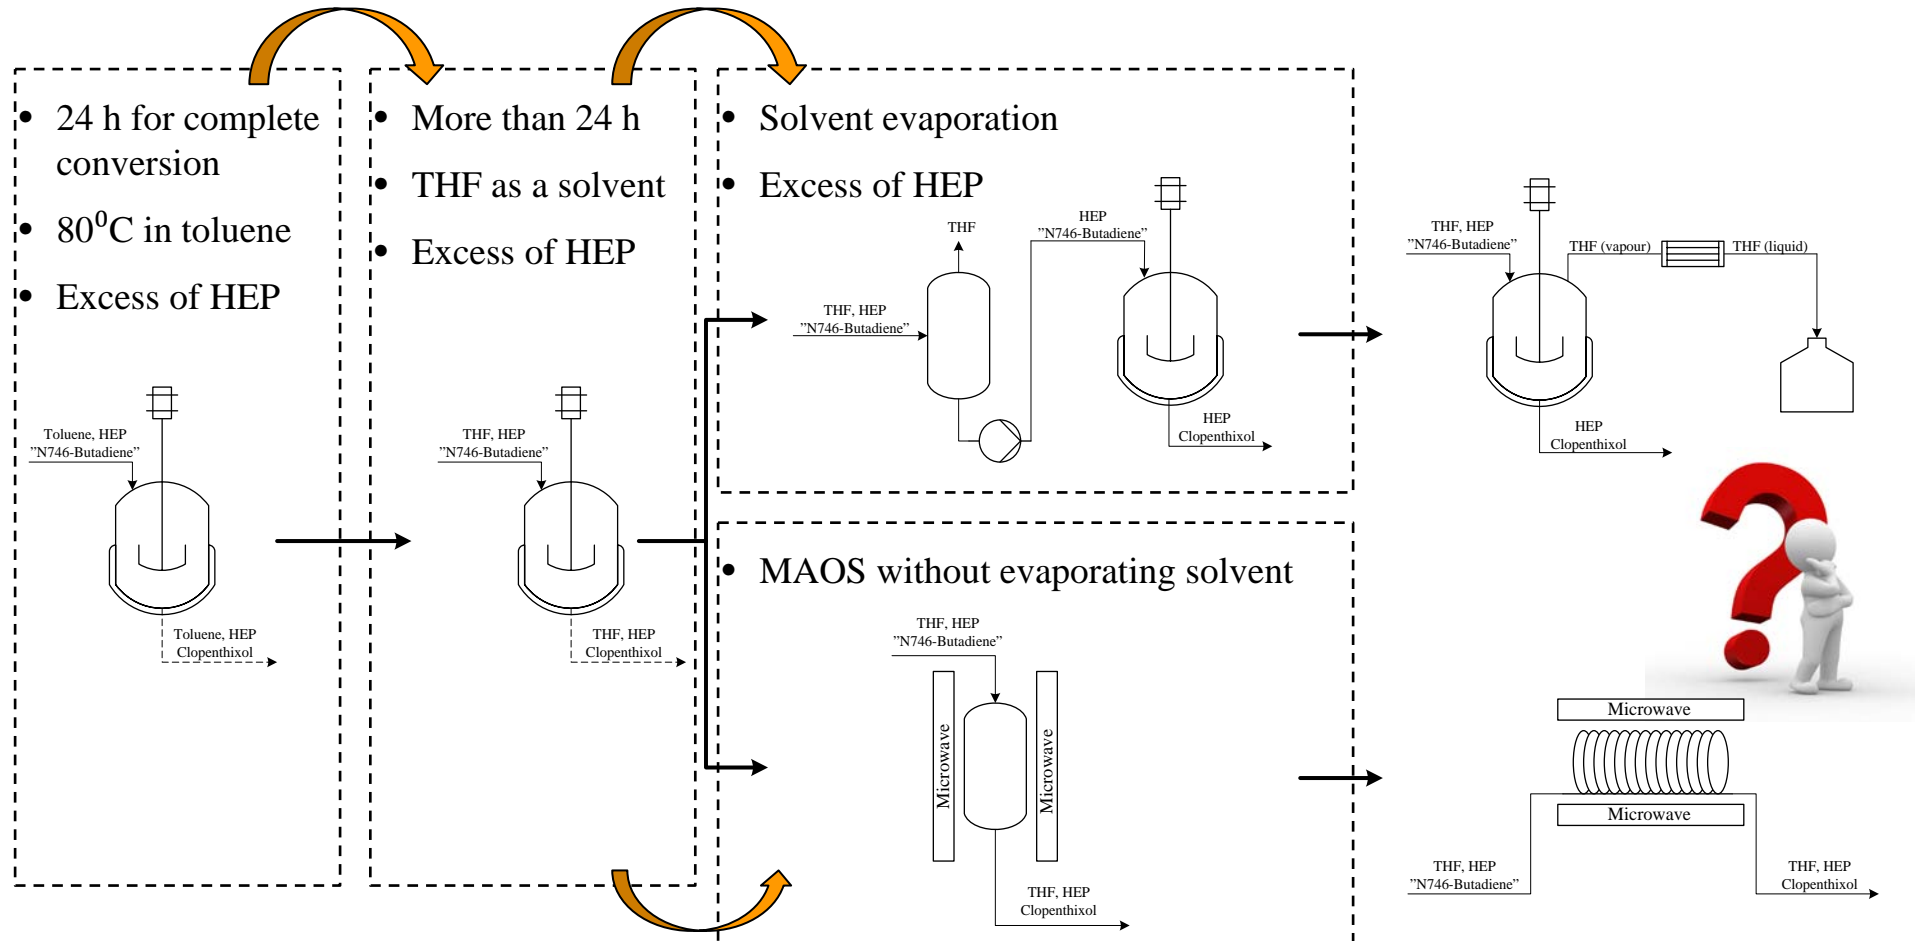 • 24 h for complete
conversion
• 80⁰C in toluene
• Excess of HEP
Toluene, HEP
"N746-Butadiene"
Toluene, HEP
Clopenthixol
• More than 24 h
• THF as a solvent
• Excess of HEP
THF, HEP
"N746-Butadiene"
THF, HEP
Clopenthixol
• Solvent evaporation
• Excess of HEP
THF
THF, HEP
"N746-Butadiene"
HEP
"N746-Butadiene"
HEP
Clopenthixol
THF, HEP
"N746-Butadiene"
THF (vapour)
THF (liquid)
HEP
Clopenthixol
• MAOS without evaporating solvent
THF, HEP
"N746-Butadiene"
Microwave
Microwave
THF, HEP
Clopenthixol
?
Microwave
Microwave
THF, HEP
"N746-Butadiene"
THF, HEP
Clopenthixol